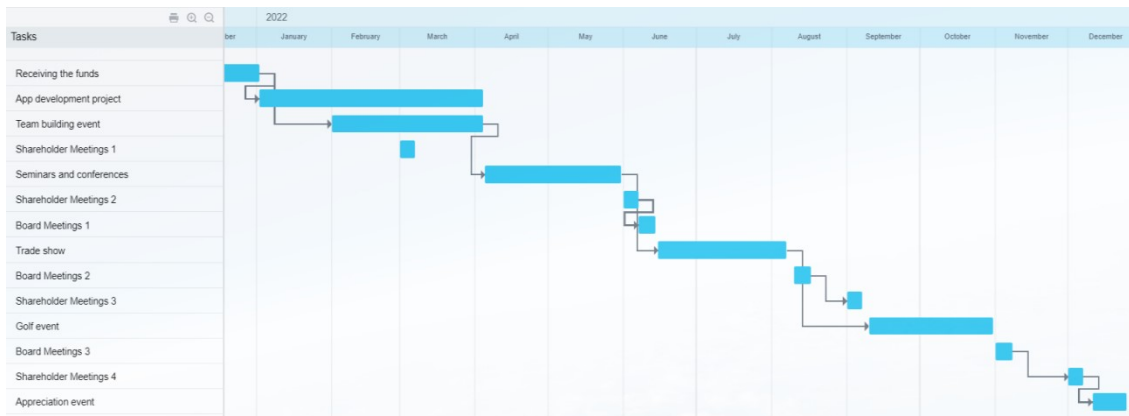 2022
Tasks
ber January February March April May June July August September October November December
Receiving the funds
App development project
Team building event
Shareholder Meetings 1
Seminars and conferences
Shareholder Meetings 2
Board Meetings 1
Trade show
Board Meetings 2
Shareholder Meetings 3
Golf event
Board Meetings 3
Shareholder Meetings 4
Appreciation event